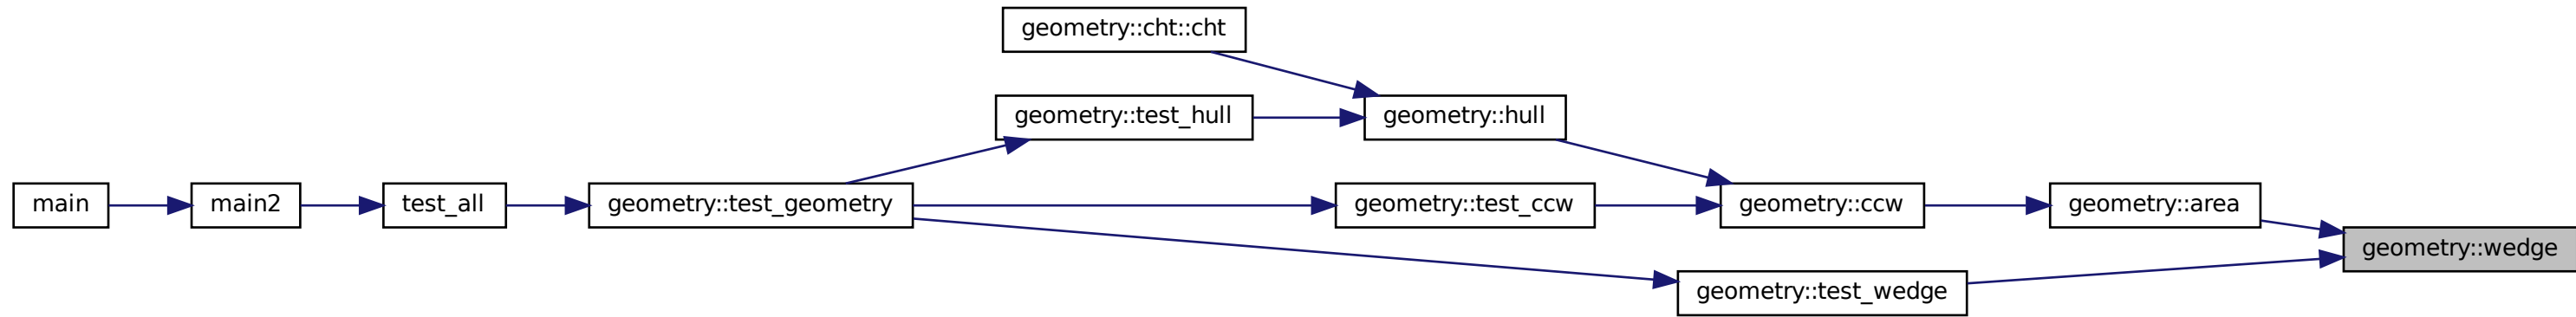 geometry::cht::cht
geometry::test_hull
geometry::hull
main
main2
test_all
geometry::test_geometry
geometry::test_ccw
geometry::ccw
geometry::area
geometry::wedge
geometry::test_wedge